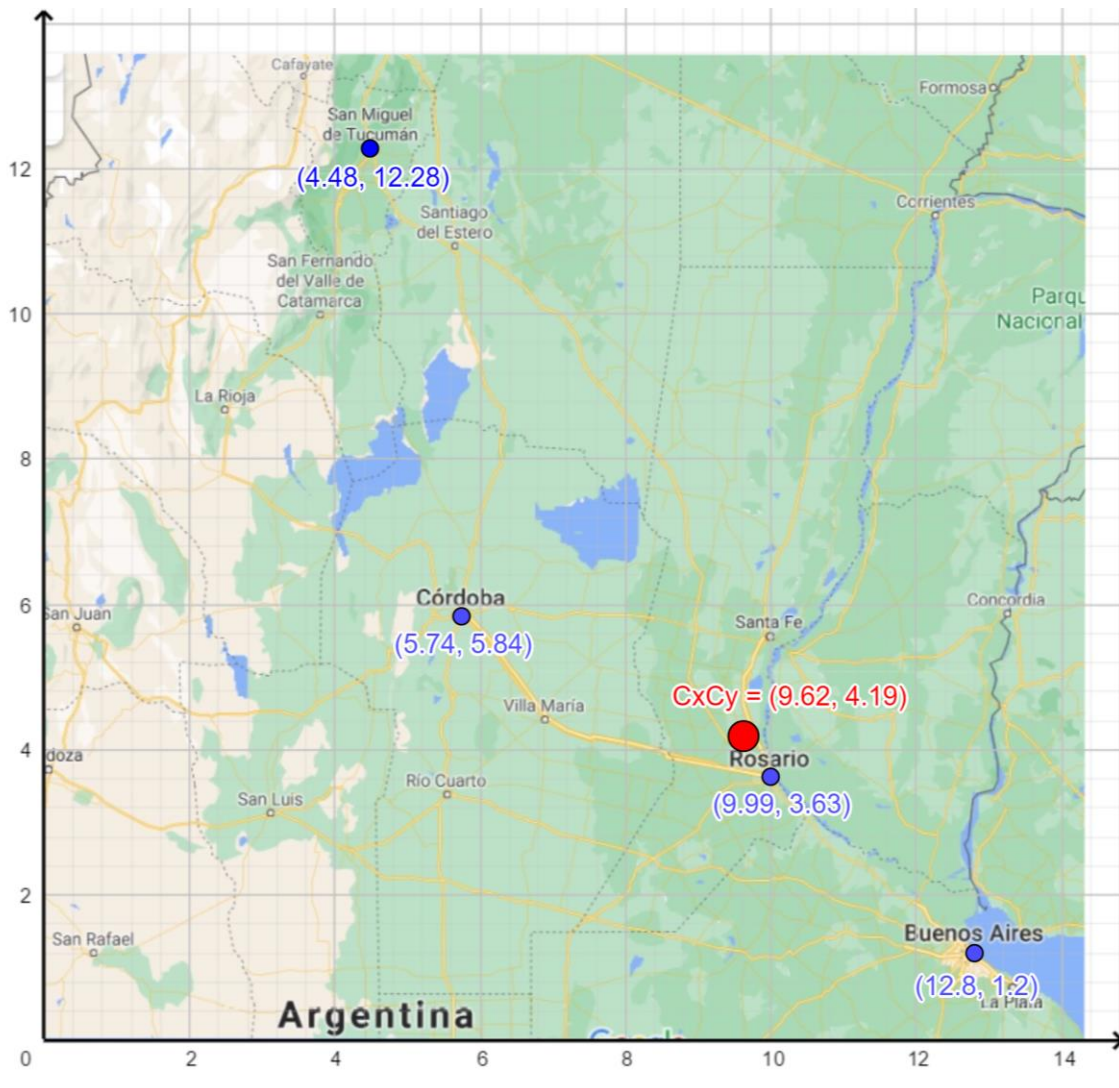 Cafayate
Formosa
San Miguel
de Tucumán
12
(4.48, 12.28)
Corrientes
Santiago
del Estero
San Fernando
del Valle de
Catamarca
Parqu
Nacional
10
La Rioja
8
Córdoba
6
San Juan
Concordia
Santa Fe
(5.74, 5.84)
CxCy = (9.62, 4.19)
Villa María
4
doza
Rosario
Río Cuarto
San Luis
(9.99, 3.63)
2
San Rafael
Buenos Aires
(12.8, 1.2)
La Plata
Argentina
0
2
4
6
8
10
12
14